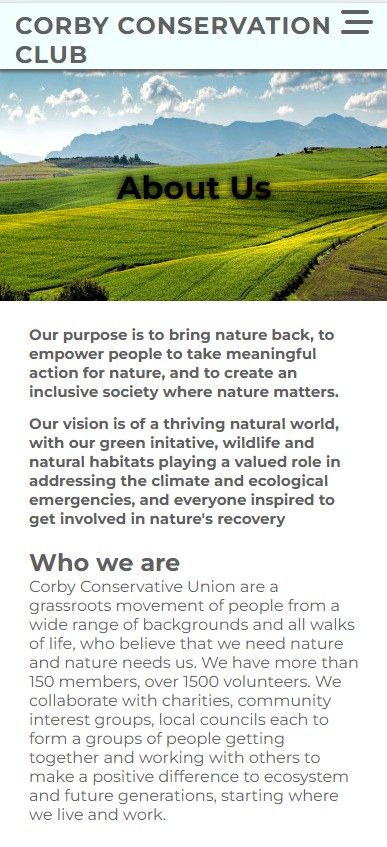 CORBY CONSERVATION
CLUB
About Us
Our purpose is to bring nature back, to
empower people to take meaningful
action for nature, and to create an
inclusive society where nature matters.
Our vision is of a thriving natural world,
with our green initative, wildlife and
natural habitats playing a valued role in
addressing the climate and ecological
emergencies, and everyone inspired to
get involved in nature's recovery
Who we are
Corby Conservative Union are a
grassroots movement of people from a
wide range of backgrounds and all walks
of life, who believe that we need nature
and nature needs us. We have more than
150 members, over 1500 volunteers. We
collaborate with charities, community
interest groups, local councils each to
form a groups of people getting
together and working with others to
make a positive difference to ecosystem
and future generations, starting where
we live and work.